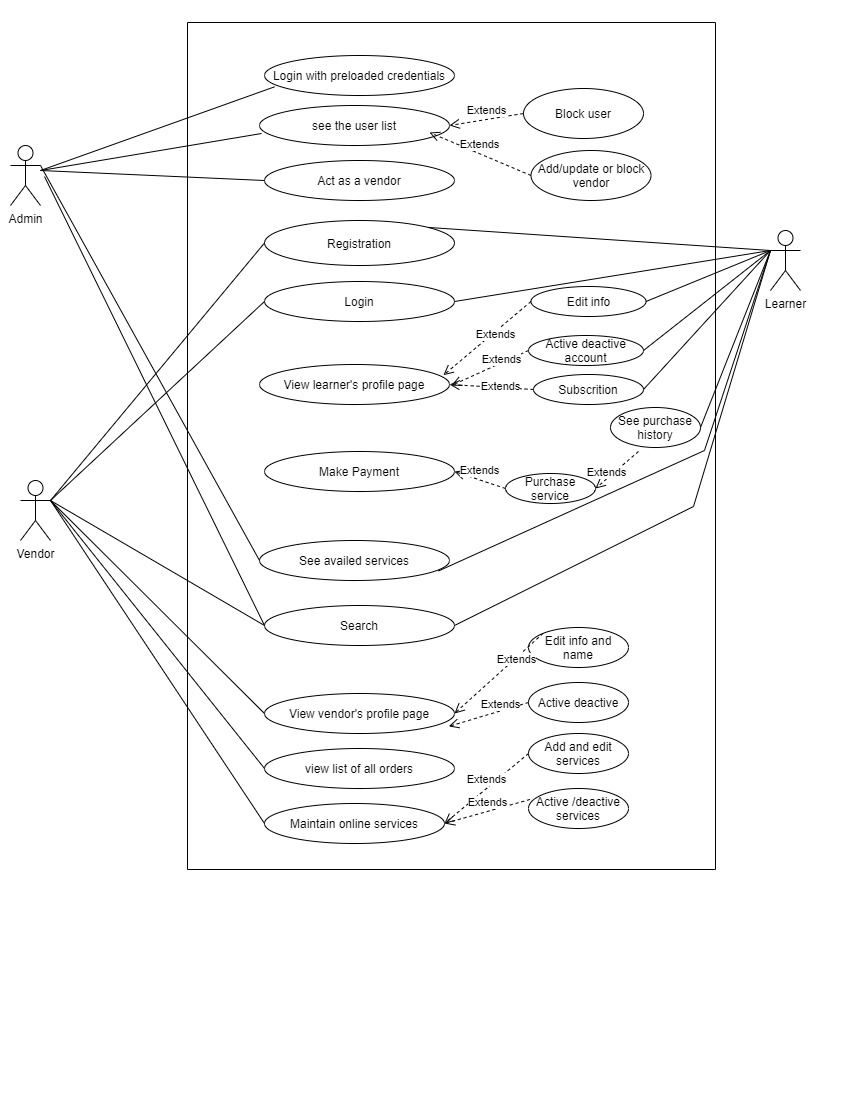 Login with preloaded credentials
see the user list
Extends
Block user
Extends
Add/update or block
vendor
Act as a vendor
Admin
Registration
Learner
Login
Edit info
Extends
Active deactive
account
Extends
View learner's profile page
Extends
Subscrition
See purchase
history
Make Payment
Extends
Extends
Purchase
service
Vendor
See availed services
Search
Edit info and
name
Extends
View vendor's profile page
Extends
Active deactive
Add and edit
services
view list of all orders
Extends
Extends
Active /deactive
services
Maintain online services